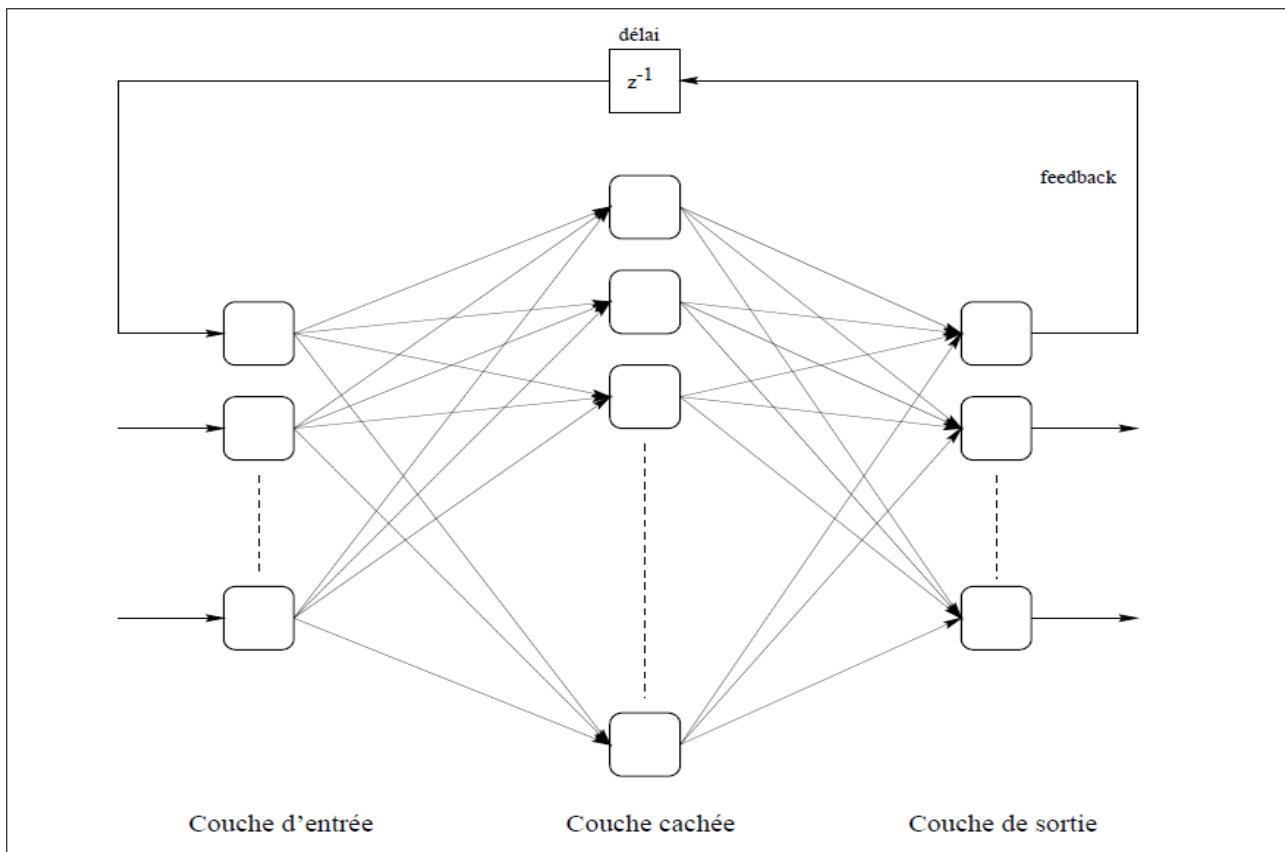 délai
z⁻¹
feedback
Couche d'entrée
Couche cachée
Couche de sortie